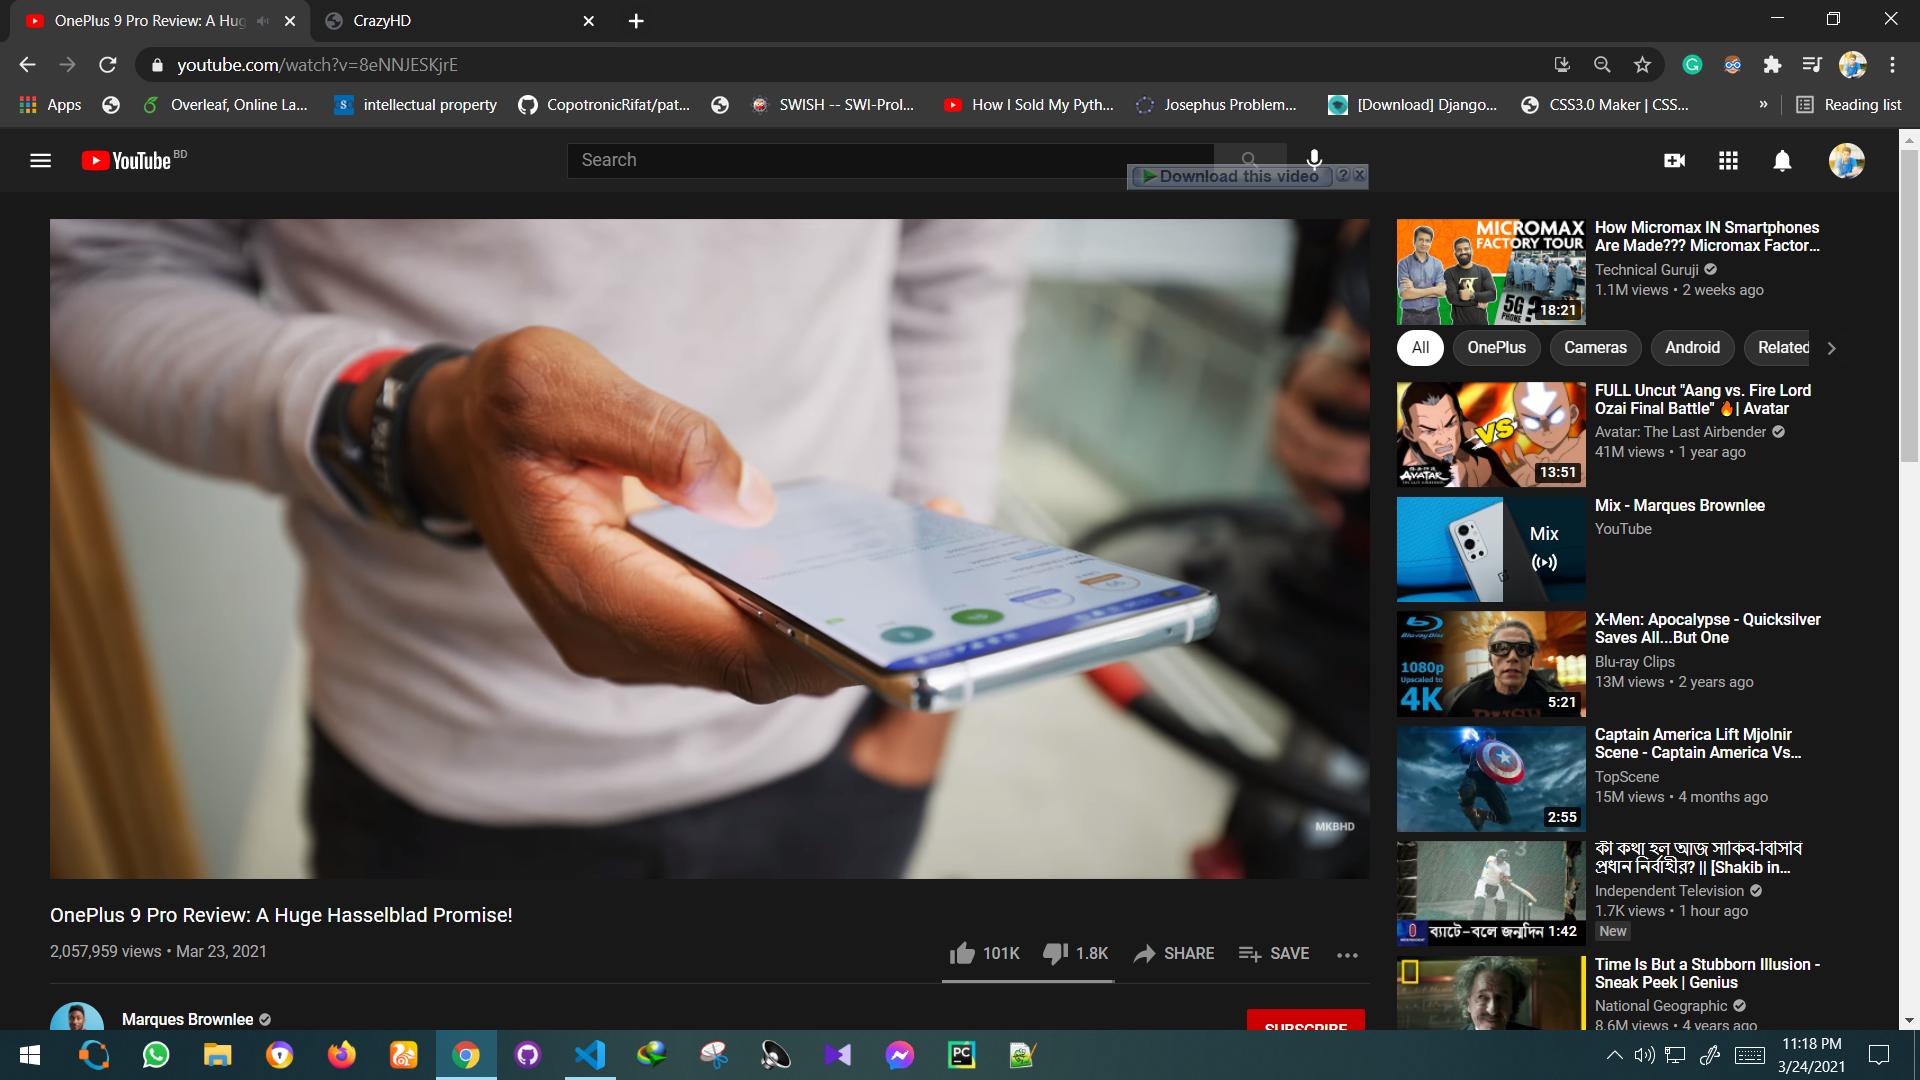 OnePlus 9 Pro Review: A Hug
CrazyHD
youtube.com/watch?v=8eNNJESKjrE
Apps
Overleaf, Online La...
intellectual property
CopotronicRifat/pat...
SWISH -- SWI-Prol...
How I Sold My Pyth...
Josephus Problem...
[Download] Django...
CSS3.0 Maker | CSS...
»
Reading list
YouTube BD
Search
Download this video
MKBHD
OnePlus 9 Pro Review: A Huge Hasselblad Promise!
2,057,959 views • Mar 23, 2021
101K
1.8K
SHARE
SAVE
Marques Brownlee
SUBSCRIBE
MICROMAX
FACTORY TOUR
5G ?
PHONE
18:21
How Micromax IN Smartphones
Are Made??? Micromax Factor...
Technical Guruji
1.1M views • 2 weeks ago
All
OnePlus
Cameras
Android
Related
VS
AVATAR
13:51
FULL Uncut "Aang vs. Fire Lord
Ozai Final Battle" 🔥| Avatar
Avatar: The Last Airbender
41M views • 1 year ago
Mix
Mix - Marques Brownlee
YouTube
Blu-ray Disc
1080p
Upscaled to
4K
5:21
X-Men: Apocalypse - Quicksilver
Saves All...But One
Blu-ray Clips
13M views • 2 years ago
2:55
Captain America Lift Mjolnir
Scene - Captain America Vs...
TopScene
15M views • 4 months ago
ব্যাটে-বলে জন্মদিন 1:42
কী কথা হল আজ সাকিব-বিসিবি
প্রধান নির্বাহীর? || [Shakib in...
Independent Television
1.7K views • 1 hour ago
New
Time Is But a Stubborn Illusion -
Sneak Peek | Genius
National Geographic
8.6M views • 4 years ago
11:18 PM
3/24/2021